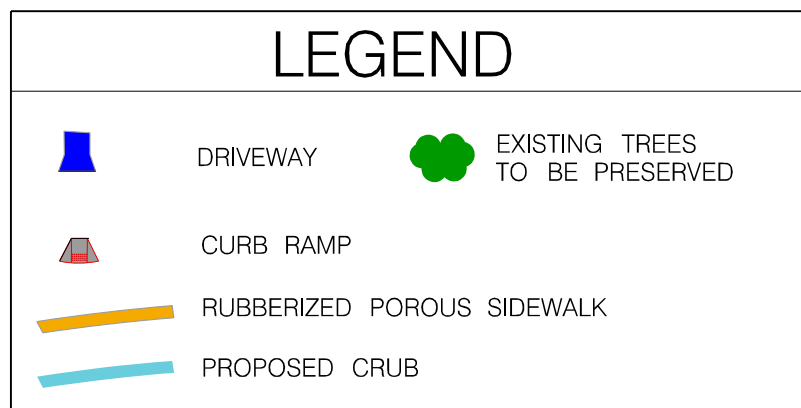 LEGEND
DRIVEWAY
EXISTING TREES
TO BE PRESERVED
CURB RAMP
RUBBERIZED POROUS SIDEWALK
PROPOSED CRUB